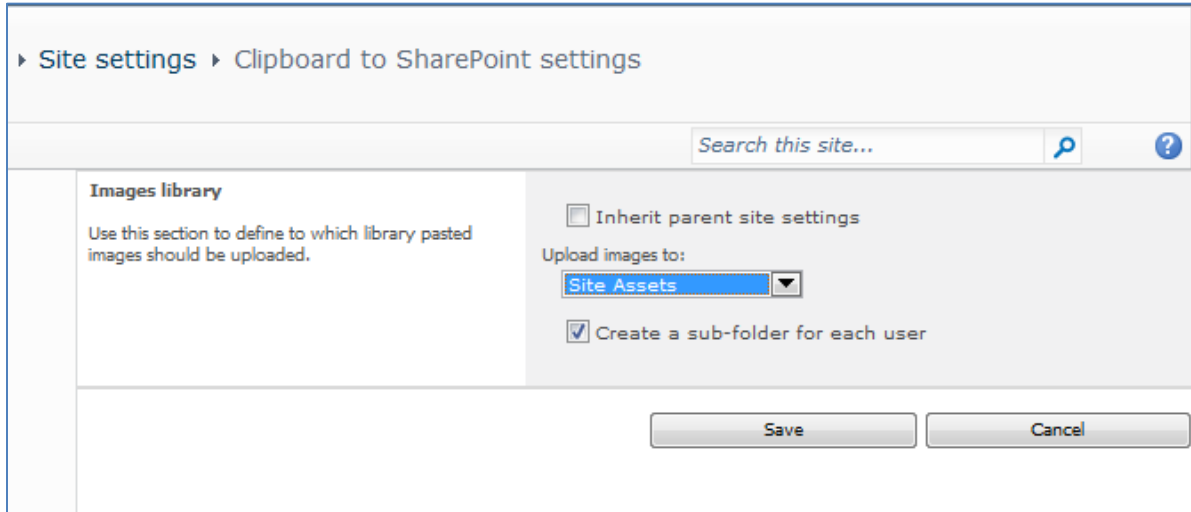 Site settings Clipboard to SharePoint settings
Search this site...
Images library
Use this section to define to which library pasted
images should be uploaded.
Inherit parent site settings
Upload images to:
Site Assets
Create a sub-folder for each user
Save Cancel